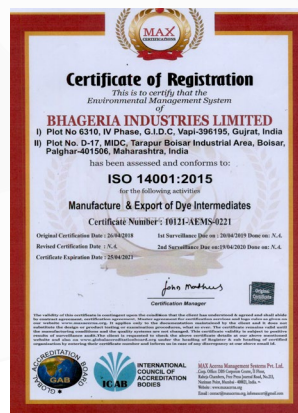 MAX
CERTIFICATIONS
Certificate of Registration
This is to certify that the
Environmental Management System
of
BHAGERIA INDUSTRIES LIMITED
I) Plot No 6310, IV Phase, G.I.D.C, Vapi-396195, Gujrat, India
II) Plot No. D-17, MIDC, Tarapur Boisar Industrial Area, Boisar,
Palghar-401506, Maharashtra, India
has been assessed and conforms to:
ISO 14001:2015
for the following activities
Manufacture & Export of Dye Intermediates
Certificate Number : 10121-AEMS-0221
Original Certification Date : 26/04/2018 1st Surveillance Due on : 20/04/2019 Done on: N.A.
Revised Certification Date : N.A. 2nd Surveillance Due on:19/04/2020 Done on: N.A.
Certificate Expiration Date : 25/04/2021
Certification Manager
ACCREDITATION
GLOBAL
BOARD
GAB
ICAB
INTERNATIONAL
COUNCIL OF
ACCREDITATION
BODIES
MAX Access Management Systems Pvt. Ltd.